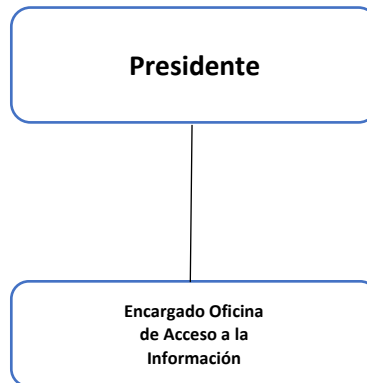 Presidente
Encargado Oficina
de Acceso a la
Información